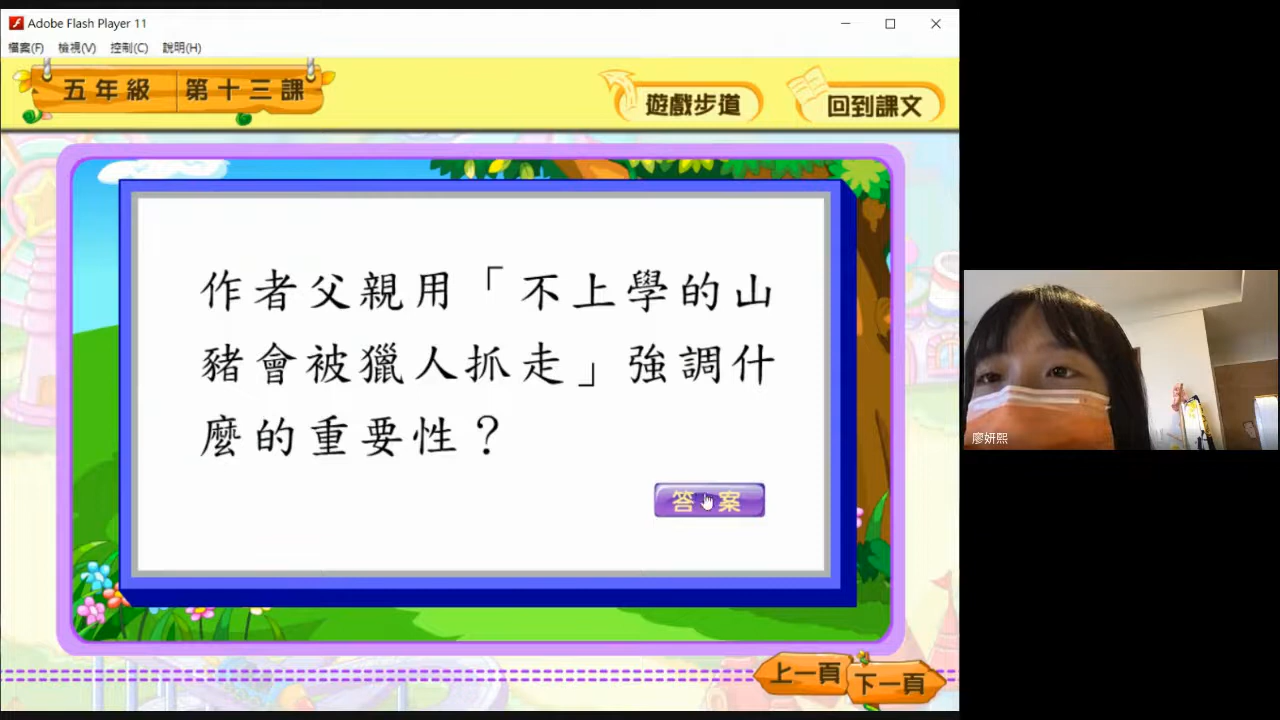 Adobe Flash Player 11
檔案(F) 檢視(V) 控制(C) 說明(H)
五年級 第十三課
遊戲步道
回到課文
作者父親用「不上學的山
豬會被獵人抓走」強調什
麼的重要性？
答案
廖妍熙
上一頁
下一頁